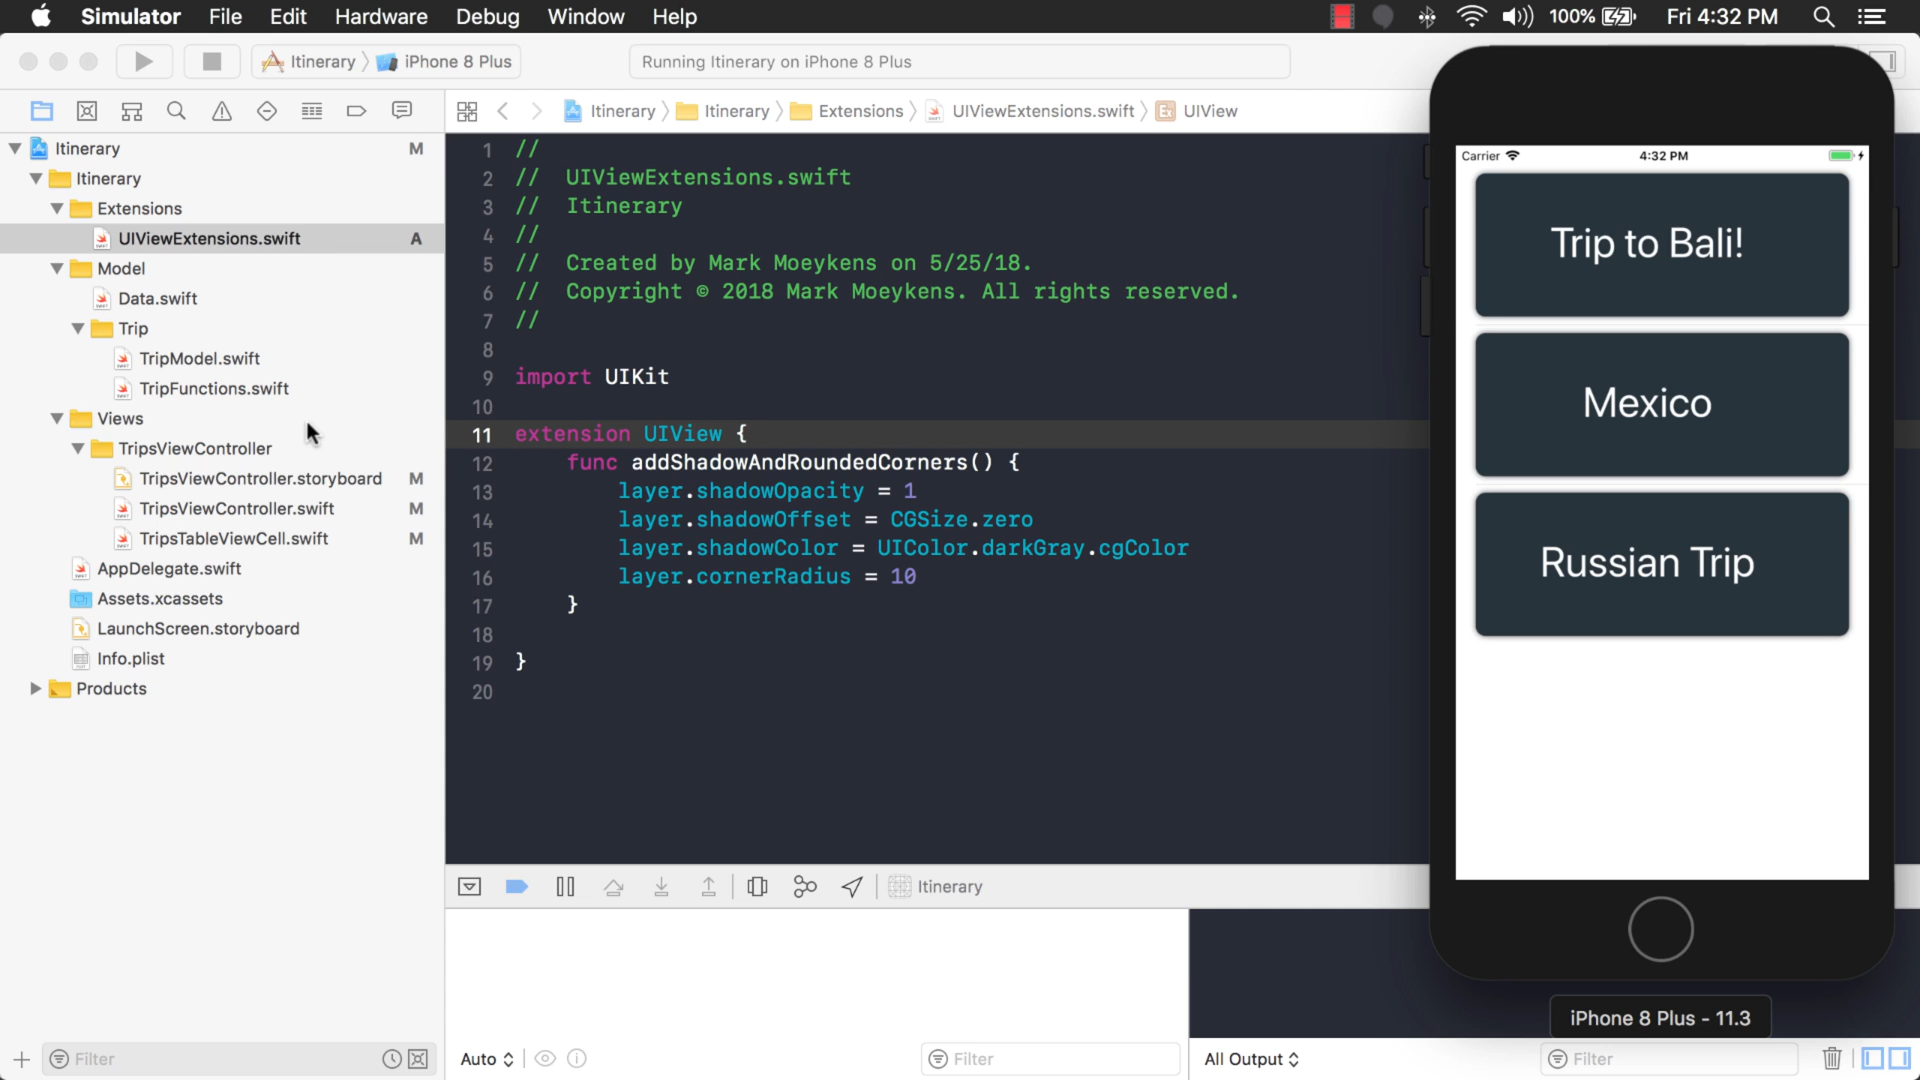 Simulator File Edit Hardware Debug Window Help 100% Fri 4:32 PM
Itinerary iPhone 8 Plus Running Itinerary on iPhone 8 Plus
Itinerary Itinerary Extensions UIViewExtensions.swift Ex UIView
Itinerary M
Itinerary
Extensions
UIViewExtensions.swift A
Model
Data.swift
Trip
TripModel.swift
TripFunctions.swift
Views
TripsViewController
TripsViewController.storyboard M
TripsViewController.swift M
TripsTableViewCell.swift M
AppDelegate.swift
Assets.xcassets
LaunchScreen.storyboard
Info.plist
Products
Filter
1 //
2 // UIViewExtensions.swift
3 // Itinerary
4 //
5 // Created by Mark Moeykens on 5/25/18.
6 // Copyright © 2018 Mark Moeykens. All rights reserved.
7 //
8
9 import UIKit
10
11 extension UIView {
12 func addShadowAndRoundedCorners() {
13 layer.shadowOpacity = 1
14 layer.shadowOffset = CGSize.zero
15 layer.shadowColor = UIColor.darkGray.cgColor
16 layer.cornerRadius = 10
17 }
18
19 }
20
Itinerary
Auto Filter All Output Filter
Carrier 4:32 PM
Trip to Bali!
Mexico
Russian Trip
iPhone 8 Plus - 11.3